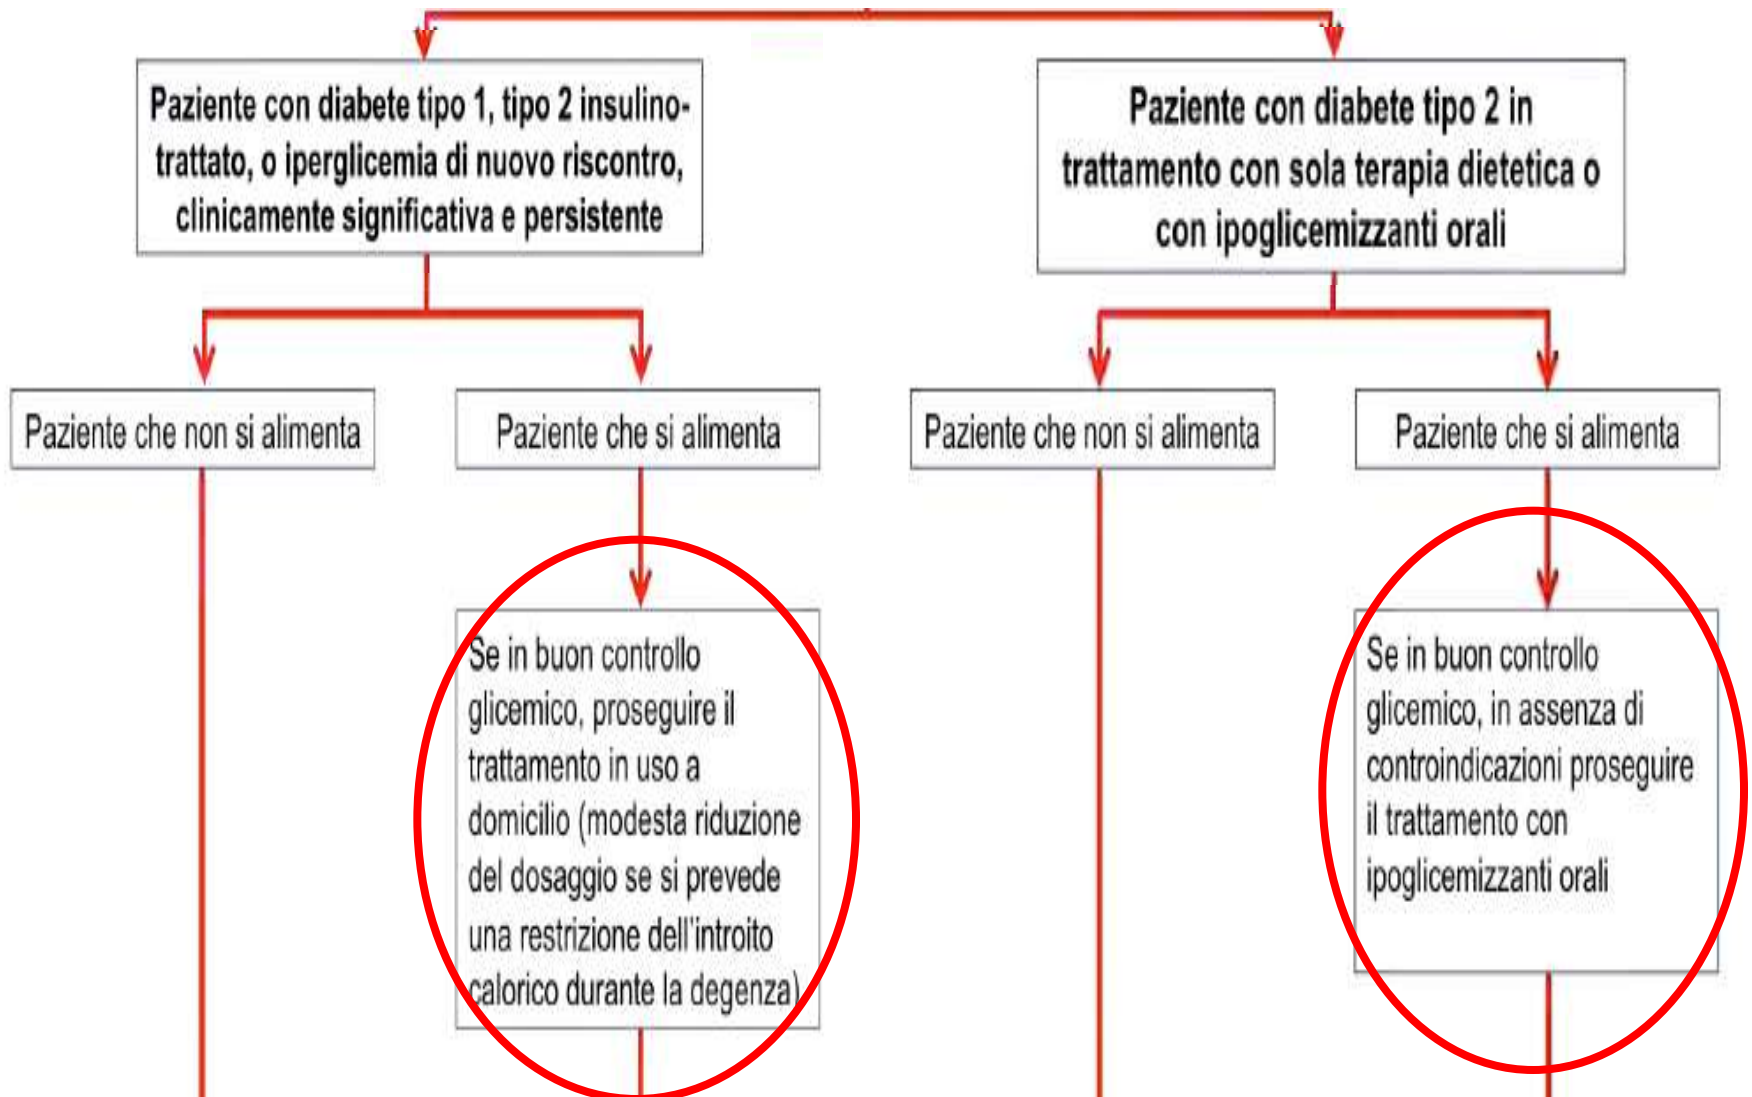 Paziente con diabete tipo 1, tipo 2 insulino-
trattato, o iperglicemia di nuovo riscontro,
clinicamente significativa e persistente
Paziente con diabete tipo 2 in
trattamento con sola terapia dietetica o
con ipoglicemizzanti orali
Paziente che non si alimenta
Paziente che si alimenta
Paziente che non si alimenta
Paziente che si alimenta
Se in buon controllo
glicemico, proseguire il
trattamento in uso a
domicilio (modesta riduzione
del dosaggio se si prevede
una restrizione dell'introito
calorico durante la degenza)
Se in buon controllo
glicemico, in assenza di
controindicazioni proseguire
il trattamento con
ipoglicemizzanti orali